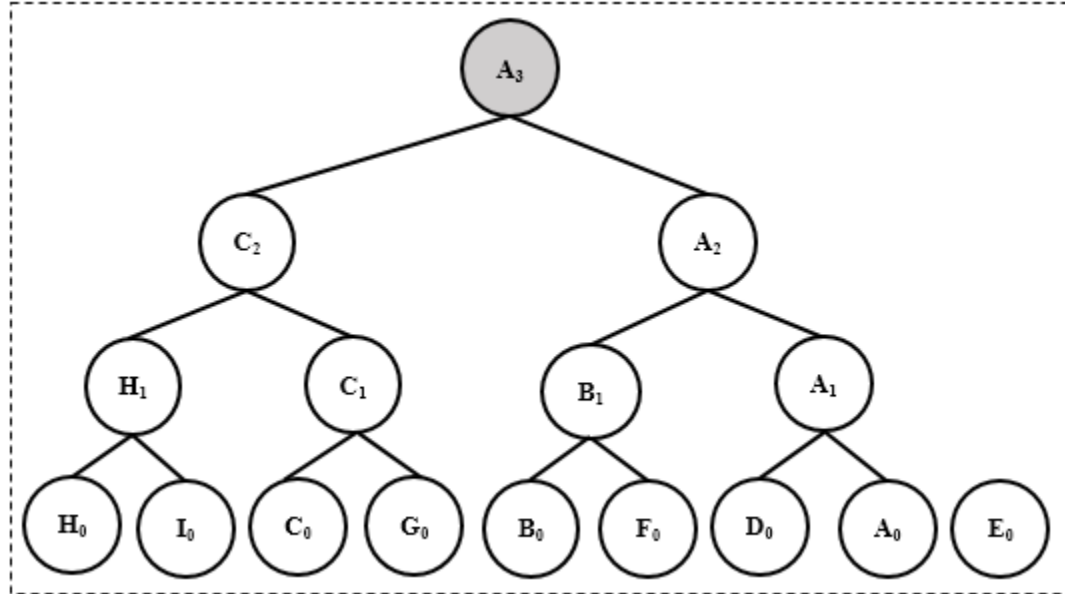 A₃
C₂ A₂
H₁ C₁ B₁ A₁
H₀ I₀ C₀ G₀ B₀ F₀ D₀ A₀ E₀